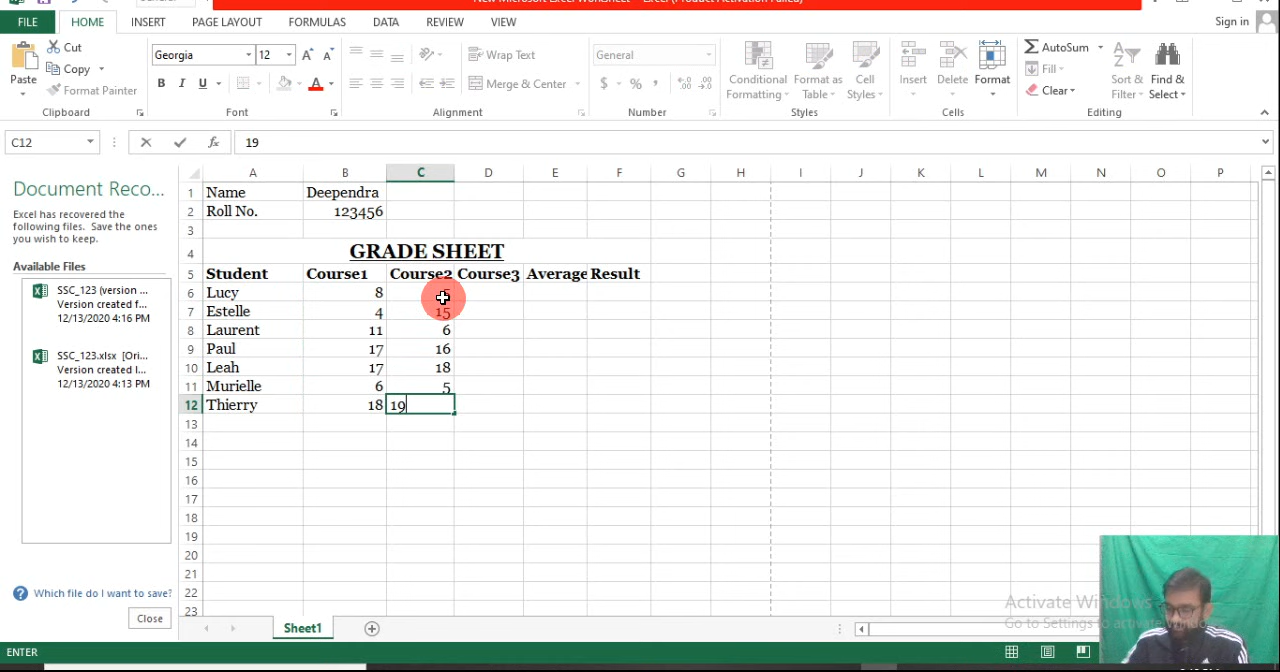 New Microsoft Excel Worksheet - Excel (Product Activation Failed)
FILE HOME INSERT PAGE LAYOUT FORMULAS DATA REVIEW VIEW Sign in
Cut
Copy
Format Painter
Paste
Clipboard
Georgia 12
B I U
Font
Wrap Text
Merge & Center
Alignment
General
$ % ,
Number
Conditional Formatting
Format as Table
Cell Styles
Styles
Insert Delete Format
Cells
AutoSum
Fill
Clear
Sort & Filter
Find & Select
Editing
C12 fx 19
Document Reco...
Excel has recovered the
following files. Save the ones
you wish to keep.
Available Files
SSC_123 (version ...
Version created f...
12/13/2020 4:16 PM
SSC_123.xlsx [Ori...
Version created l...
12/13/2020 4:13 PM
Which file do I want to save?
Close
A B C D E F G H I J K L M N O P
1 Name Deependra
2 Roll No. 123456
3
4 GRADE SHEET
5 Student Course1 Course2 Course3 Average Result
6 Lucy 8
7 Estelle 4 15
8 Laurent 11 6
9 Paul 17 16
10 Leah 17 18
11 Murielle 6 5
12 Thierry 18 19
13
14
15
16
17
18
19
20
21
22
23
Sheet1
Activate Windows
Go to Settings to activate Windows.
ENTER